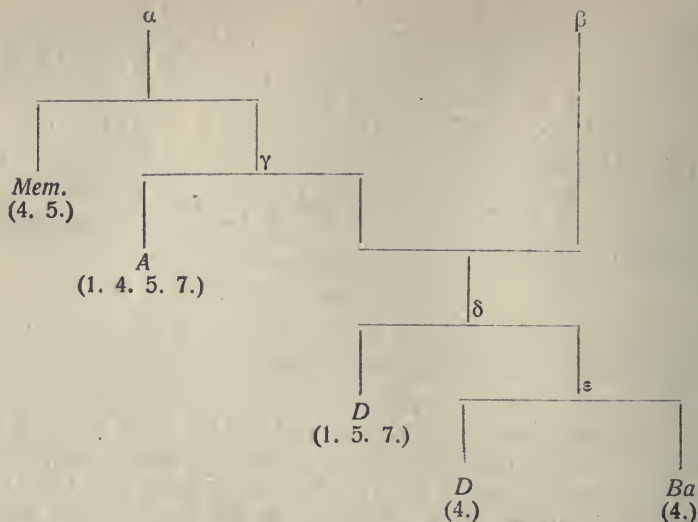 α β
γ
Mem.
(4. 5.)
A
(1. 4. 5. 7.)
δ
D
(1. 5. 7.)
ε
D Ba
(4.) (4.)